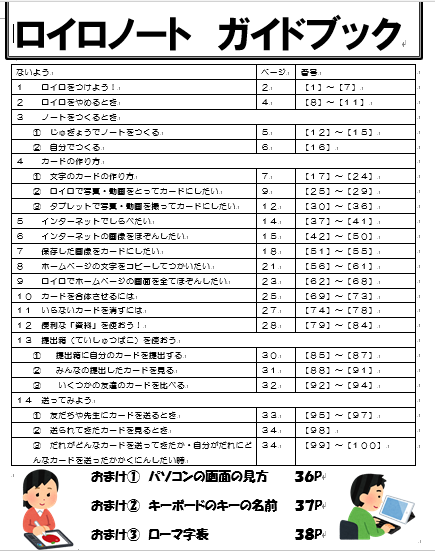 ロイロノート　ガイドブック
ないよう　ページ　番号
１　ロイロをつけよう！　２　［１］～［７］
２　ロイロをやめるとき　４　［８］～［１１］
３　ノートをつくるとき
①　じゅぎょうでノートをつくる　５　［１２］～［１５］
②　自分でつくる　６　［１６］
４　カードの作り方
①　文字のカードの作り方　７　［１７］～［２４］
②　ロイロで写真・動画をとってカードにしたい　９　［２５］～［２９］
③　タブレットで写真・動画を撮ってカードにしたい　１２　［３０］～［３６］
５　インターネットでしらべたい　１４　［３７］～［４１］
６　インターネットの画像をほぞんしたい　１５　［４２］～［５０］
７　保存した画像をカードにしたい　１８　［５１］～［５５］
８　ホームページの文字をコピーしてつかいたい　２１　［５６］～［６１］
９　ロイロでホームページの画面を全てほぞんしたい　２３　［６２］～［６８］
１０　カードを合体させるには　２５　［６９］～［７３］
１１　いらないカードを消すには　２７　［７４］～［７８］
１２　便利な「資料」を使おう！　２８　［７９］～［８４］
１３　提出箱（ていしゅつばこ）を使おう
①　提出箱に自分のカードを提出する　３０　［８５］～［８７］
②　みんなの提出したカードを見る　３１　［８８］～［９１］
③　いくつかの友達のカードを比べる　３２　［９２］～［９４］
１４　送ってみよう
①　友だちや先生にカードを送るとき　３３　［９５］～［９７］
②　送られてきたカードを見るとき　３４　［９８］
③　だれがどんなカードを送ってきたか・自分がだれにど　３４　［９９］～［１００］
んなカードを送ったかかくにんしたい時
おまけ①　パソコンの画面の見方　３６Ｐ
おまけ②　キーボードのキーの名前　３７Ｐ
おまけ③　ローマ字表　３８Ｐ